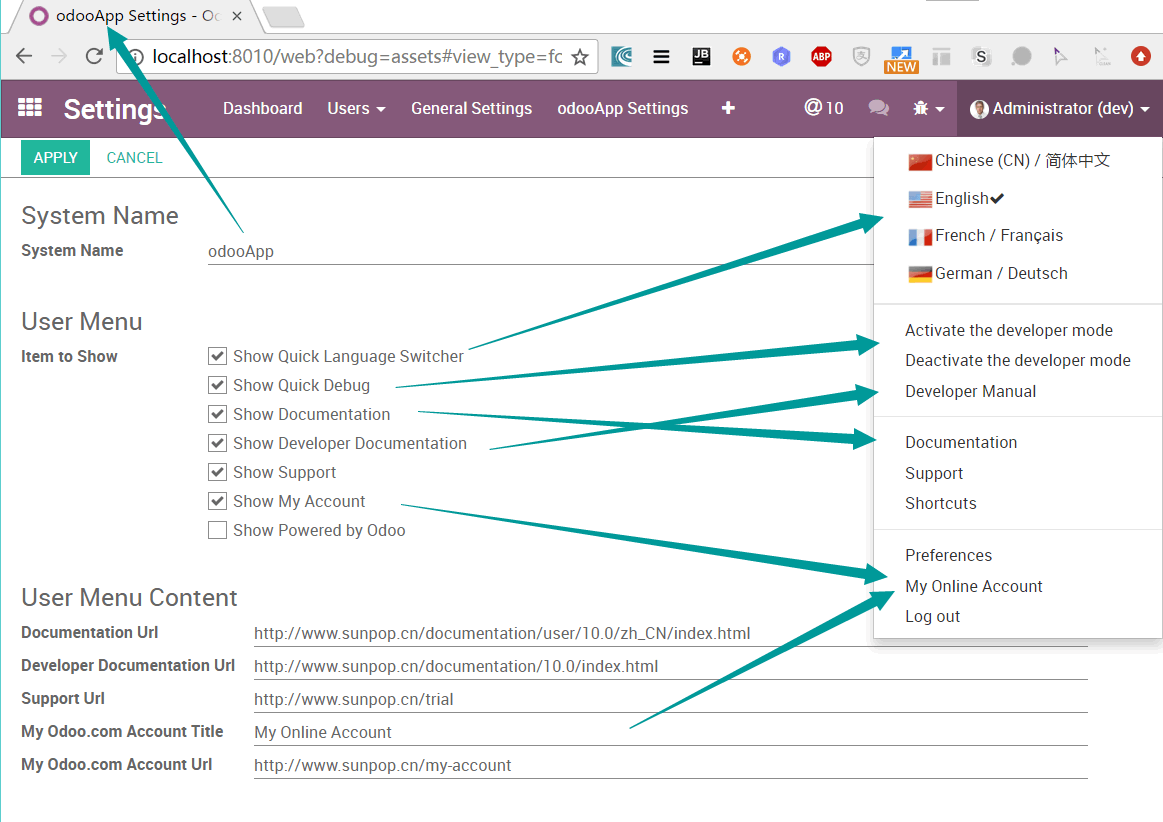 odooApp Settings - Oc
localhost:8010/web?debug=assets#view_type=fo
JB
R
ABP
NEW
S
Settings
Dashboard
Users
General Settings
odooApp Settings
@ 10
Administrator (dev)
APPLY
CANCEL
Chinese (CN) / 简体中文
English
French / Français
German / Deutsch
Activate the developer mode
Deactivate the developer mode
Developer Manual
Documentation
Support
Shortcuts
Preferences
My Online Account
Log out
System Name
System Name
odooApp
User Menu
Item to Show
Show Quick Language Switcher
Show Quick Debug
Show Documentation
Show Developer Documentation
Show Support
Show My Account
Show Powered by Odoo
User Menu Content
Documentation Url
http://www.sunpop.cn/documentation/user/10.0/zh_CN/index.html
Developer Documentation Url
http://www.sunpop.cn/documentation/10.0/index.html
Support Url
http://www.sunpop.cn/trial
My Odoo.com Account Title
My Online Account
My Odoo.com Account Url
http://www.sunpop.cn/my-account